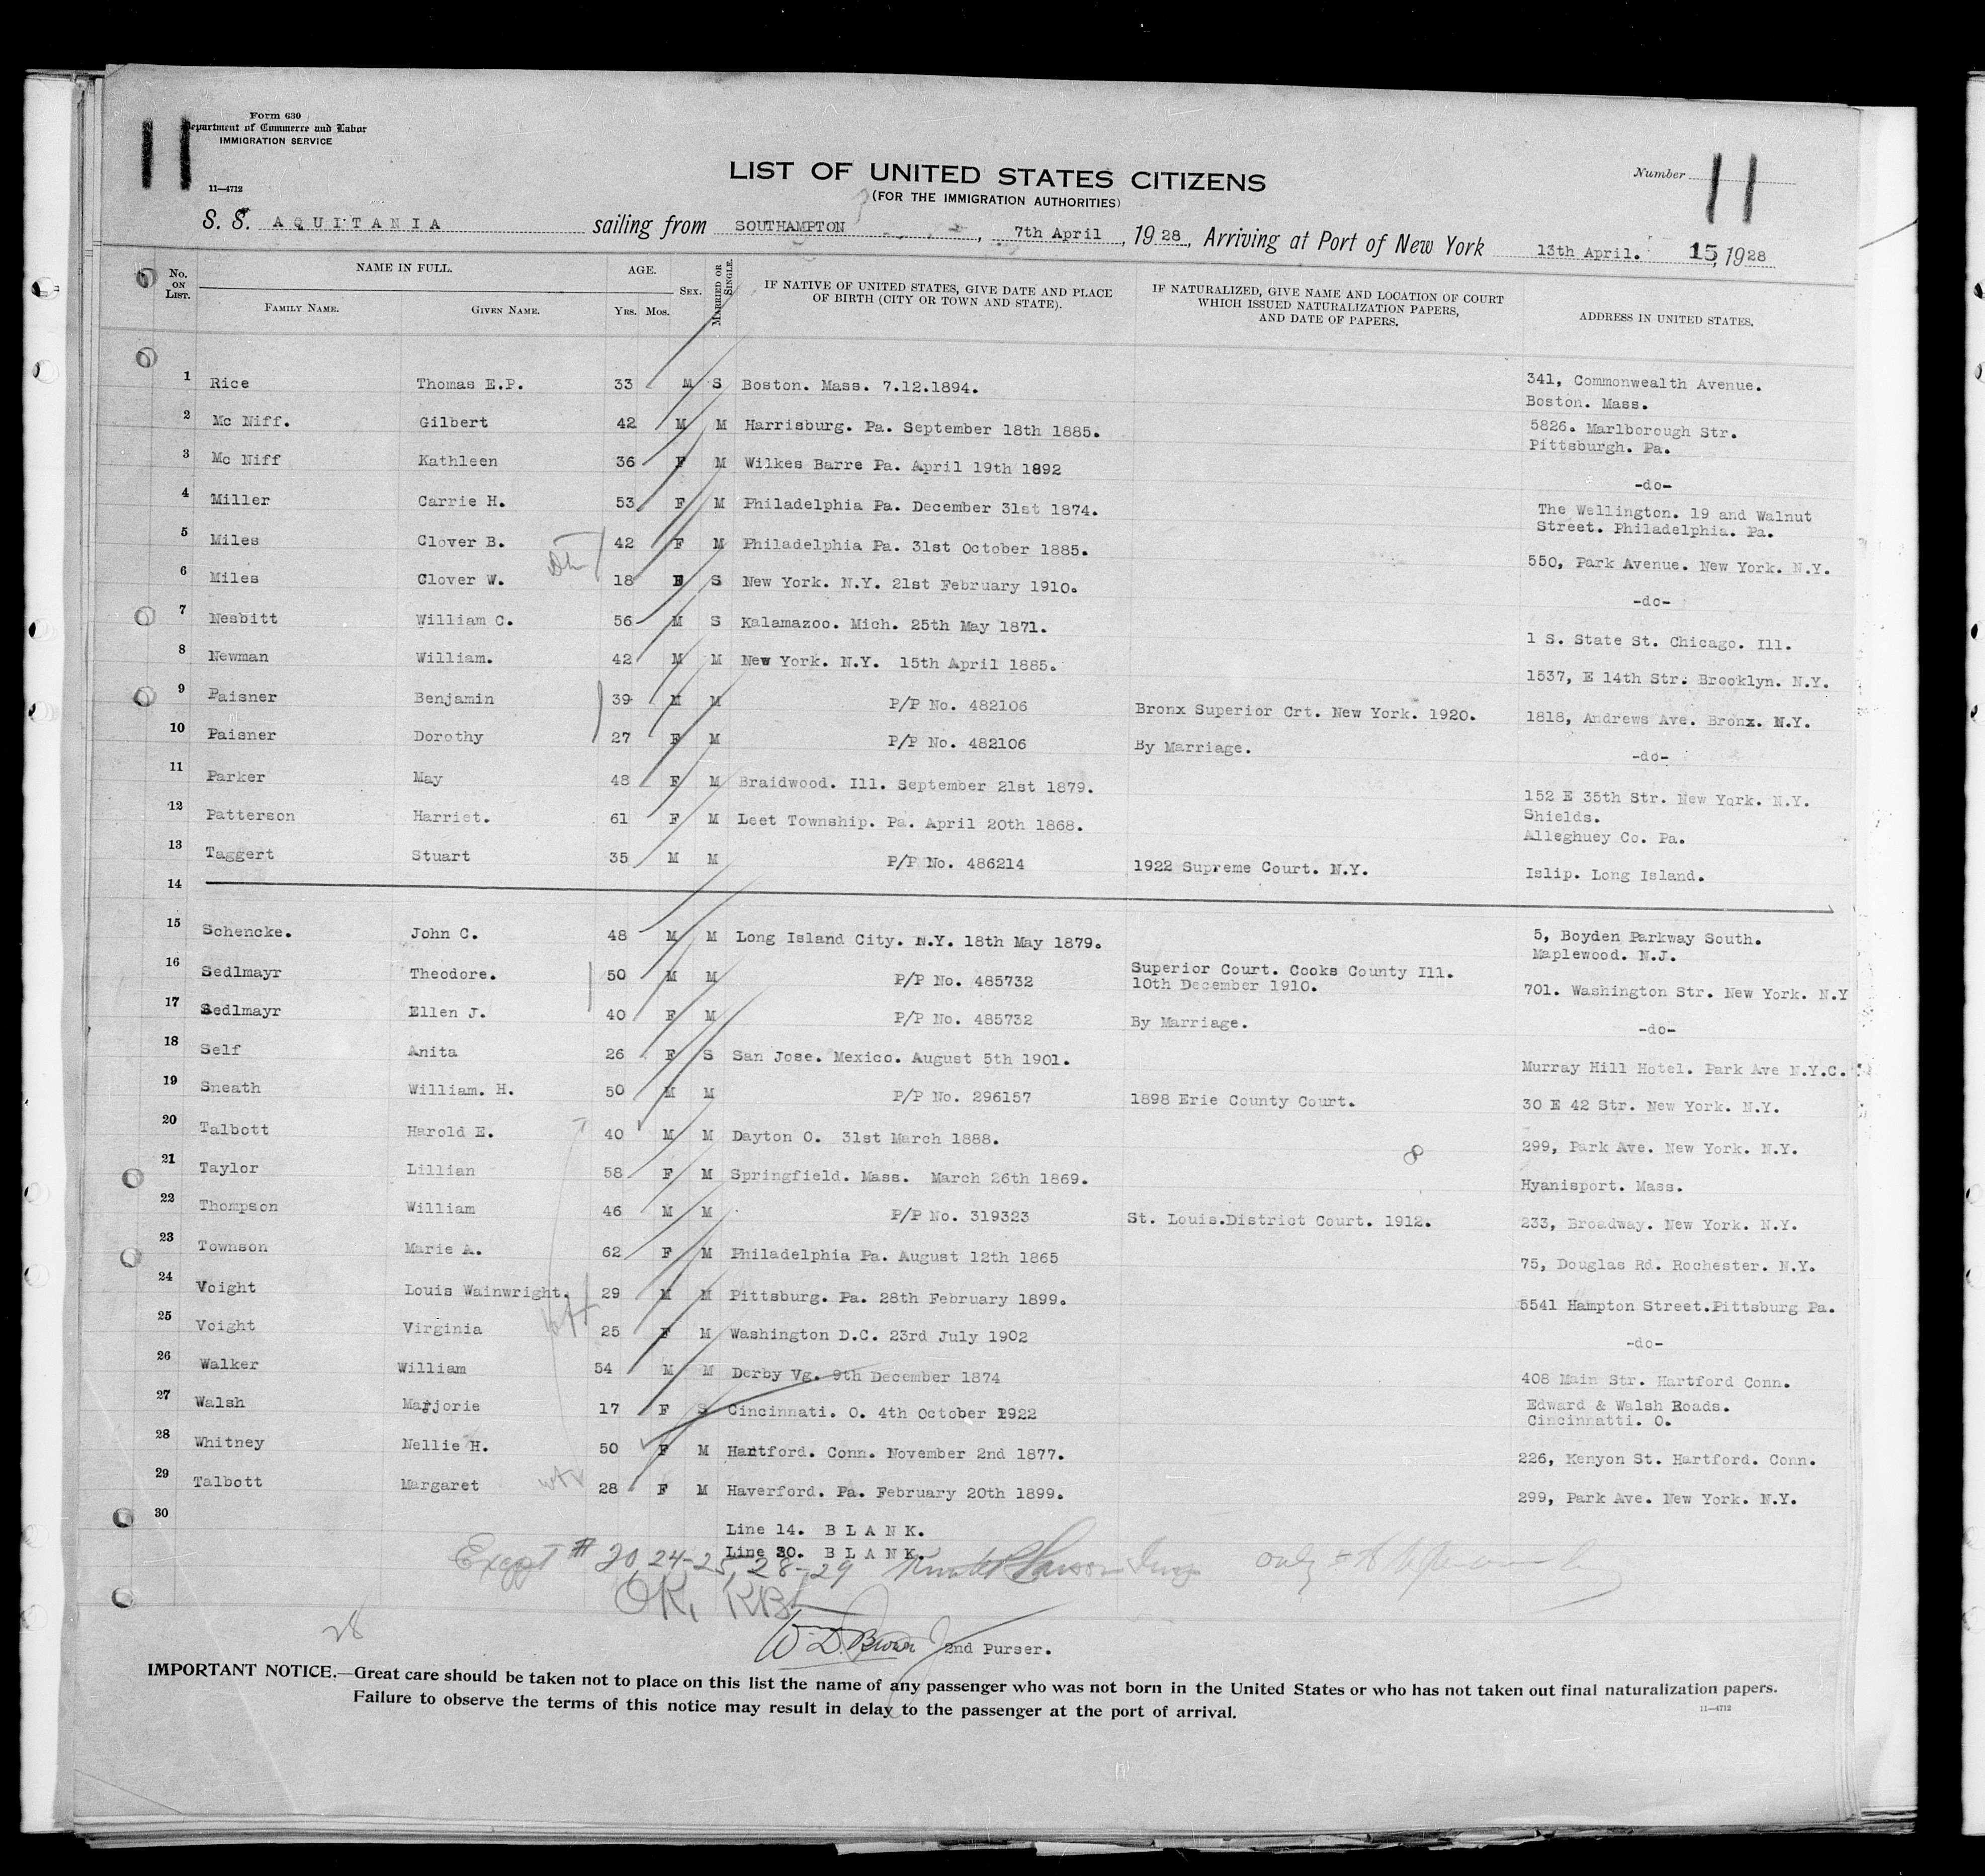 11
Form 630
Department of Commerce and Labor
IMMIGRATION SERVICE
11—4712
LIST OF UNITED STATES CITIZENS
(FOR THE IMMIGRATION AUTHORITIES)
Number 11
S. S. AQUITANIA sailing from SOUTHAMPTON, 7th April, 1928, Arriving at Port of New York 13th April. 15, 1928
No. ON LIST. NAME IN FULL. FAMILY NAME. GIVEN NAME. AGE. YRS. MOS. SEX. MARRIED OR SINGLE. IF NATIVE OF UNITED STATES, GIVE DATE AND PLACE OF BIRTH (CITY OR TOWN AND STATE). IF NATURALIZED, GIVE NAME AND LOCATION OF COURT WHICH ISSUED NATURALIZATION PAPERS, AND DATE OF PAPERS. ADDRESS IN UNITED STATES.
1 Rice Thomas E.P. 33 M S Boston. Mass. 7.12.1894. 341, Commonwealth Avenue. Boston. Mass.
2 Mc Niff. Gilbert 42 M M Harrisburg. Pa. September 18th 1885. 5826. Marlborough Str. Pittsburgh. Pa.
3 Mc Niff Kathleen 36 F M Wilkes Barre Pa. April 19th 1892 -do-
4 Miller Carrie H. 53 F M Philadelphia Pa. December 31st 1874. The Wellington. 19 and Walnut Street. Philadelphia. Pa.
5 Miles Clover B. 42 F M Philadelphia Pa. 31st October 1885. 550, Park Avenue. New York. N.Y.
6 Miles Clover W. 18 F S New York. N.Y. 21st February 1910. -do-
7 Nesbitt William C. 56 M S Kalamazoo. Mich. 25th May 1871. 1 S. State St. Chicago. Ill.
8 Newman William. 42 M M New York. N.Y. 15th April 1885. 1537, E 14th Str. Brooklyn. N.Y.
9 Paisner Benjamin 39 M M P/P No. 482106 Bronx Superior Crt. New York. 1920. 1818, Andrews Ave. Bronx. N.Y.
10 Paisner Dorothy 27 F M P/P No. 482106 By Marriage. -do-
11 Parker May 48 F M Braidwood. Ill. September 21st 1879. 152 E 35th Str. New York. N.Y.
12 Patterson Harriet. 61 F M Leet Township. Pa. April 20th 1868. Shields. Alleghuey Co. Pa.
13 Taggert Stuart 35 M M P/P No. 486214 1922 Supreme Court. N.Y. Islip. Long Island.
14
15 Schencke. John C. 48 M M Long Island City. N.Y. 18th May 1879. 5, Boyden Parkway South. Maplewood. N.J.
16 Sedlmayr Theodore. 50 M M P/P No. 485732 Superior Court. Cooks County Ill. 10th December 1910. 701. Washington Str. New York. N.Y
17 Sedlmayr Ellen J. 40 F M P/P No. 485732 By Marriage. -do-
18 Self Anita 26 F S San Jose. Mexico. August 5th 1901. Murray Hill Hotel. Park Ave N.Y.C.
19 Sneath William. H. 50 M M P/P No. 296157 1898 Erie County Court. 30 E 42 Str. New York. N.Y.
20 Talbott Harold E. 40 M M Dayton O. 31st March 1888. 299, Park Ave. New York. N.Y.
8
21 Taylor Lillian 58 F M Springfield. Mass. March 26th 1869. Hyanisport. Mass.
22 Thompson William 46 M M P/P No. 319323 St. Louis.District Court. 1912. 233, Broadway. New York. N.Y.
23 Townson Marie A. 62 F M Philadelphia Pa. August 12th 1865 75, Douglas Rd. Rochester. N.Y.
24 Voight Louis Wainwright. 29 M M Pittsburg. Pa. 28th February 1899. 5541 Hampton Street.Pittsburg Pa.
25 Voight Virginia 25 F M Washington D.C. 23rd July 1902 -do-
26 Walker William 54 M M Derby Vg. 9th December 1874 408 Main Str. Hartford Conn.
27 Walsh Marjorie 17 F S Cincinnati. O. 4th October 1922 Edward & Walsh Roads. Cincinnatti. O.
28 Whitney Nellie H. 50 F M Hartford. Conn. November 2nd 1877. 226, Kenyon St. Hartford. Conn.
29 Talbott Margaret 28 F M Haverford. Pa. February 20th 1899. 299, Park Ave. New York. N.Y.
30
Line 14. BLANK.
Line 30. BLANK.
Except # 20, 24-25, 28-29
OK, RB
28
2nd Purser.
IMPORTANT NOTICE.—Great care should be taken not to place on this list the name of any passenger who was not born in the United States or who has not taken out final naturalization papers.
Failure to observe the terms of this notice may result in delay to the passenger at the port of arrival.
11—4712